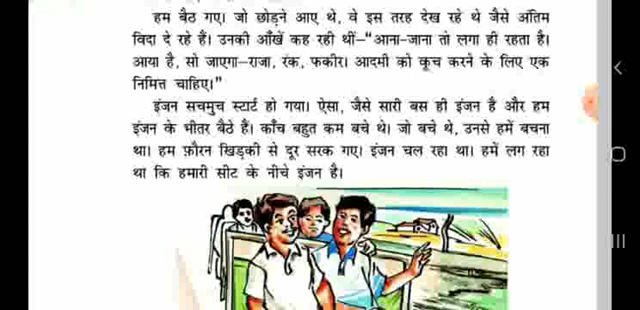 हम बैठ गए। जो छोड़ने आए थे, वे इस तरह देख रहे थे जैसे अंतिम
विदा दे रहे हैं। उनकी आँखें कह रही थीं–"आना-जाना तो लगा ही रहता है।
आया है, सो जाएगा–राजा, रंक, फकीर। आदमी को कूच करने के लिए एक
निमित्त चाहिए।"
इंजन सचमुच स्टार्ट हो गया। ऐसा, जैसे सारी बस ही इंजन है और हम
इंजन के भीतर बैठे हैं। काँच बहुत कम बचे थे। जो बचे थे, उनसे हमें बचना
था। हम फ़ौरन खिड़की से दूर सरक गए। इंजन चल रहा था। हमें लग रहा
था कि हमारी सीट के नीचे इंजन है।